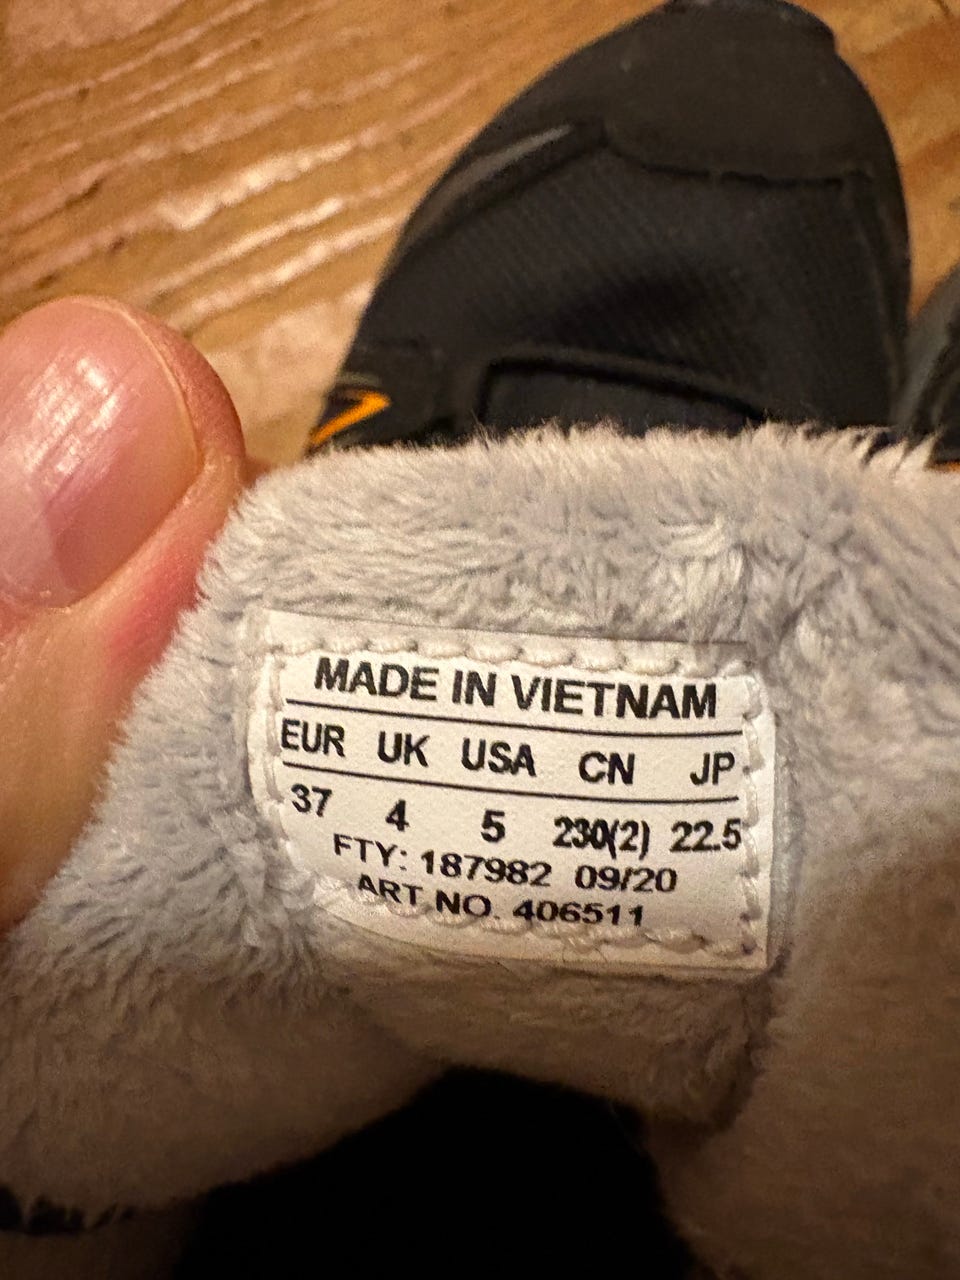 MADE IN VIETNAM
EUR UK USA CN JP
37 4 5 230(2) 22.5
FTY: 187982 09/20
ART NO. 406511